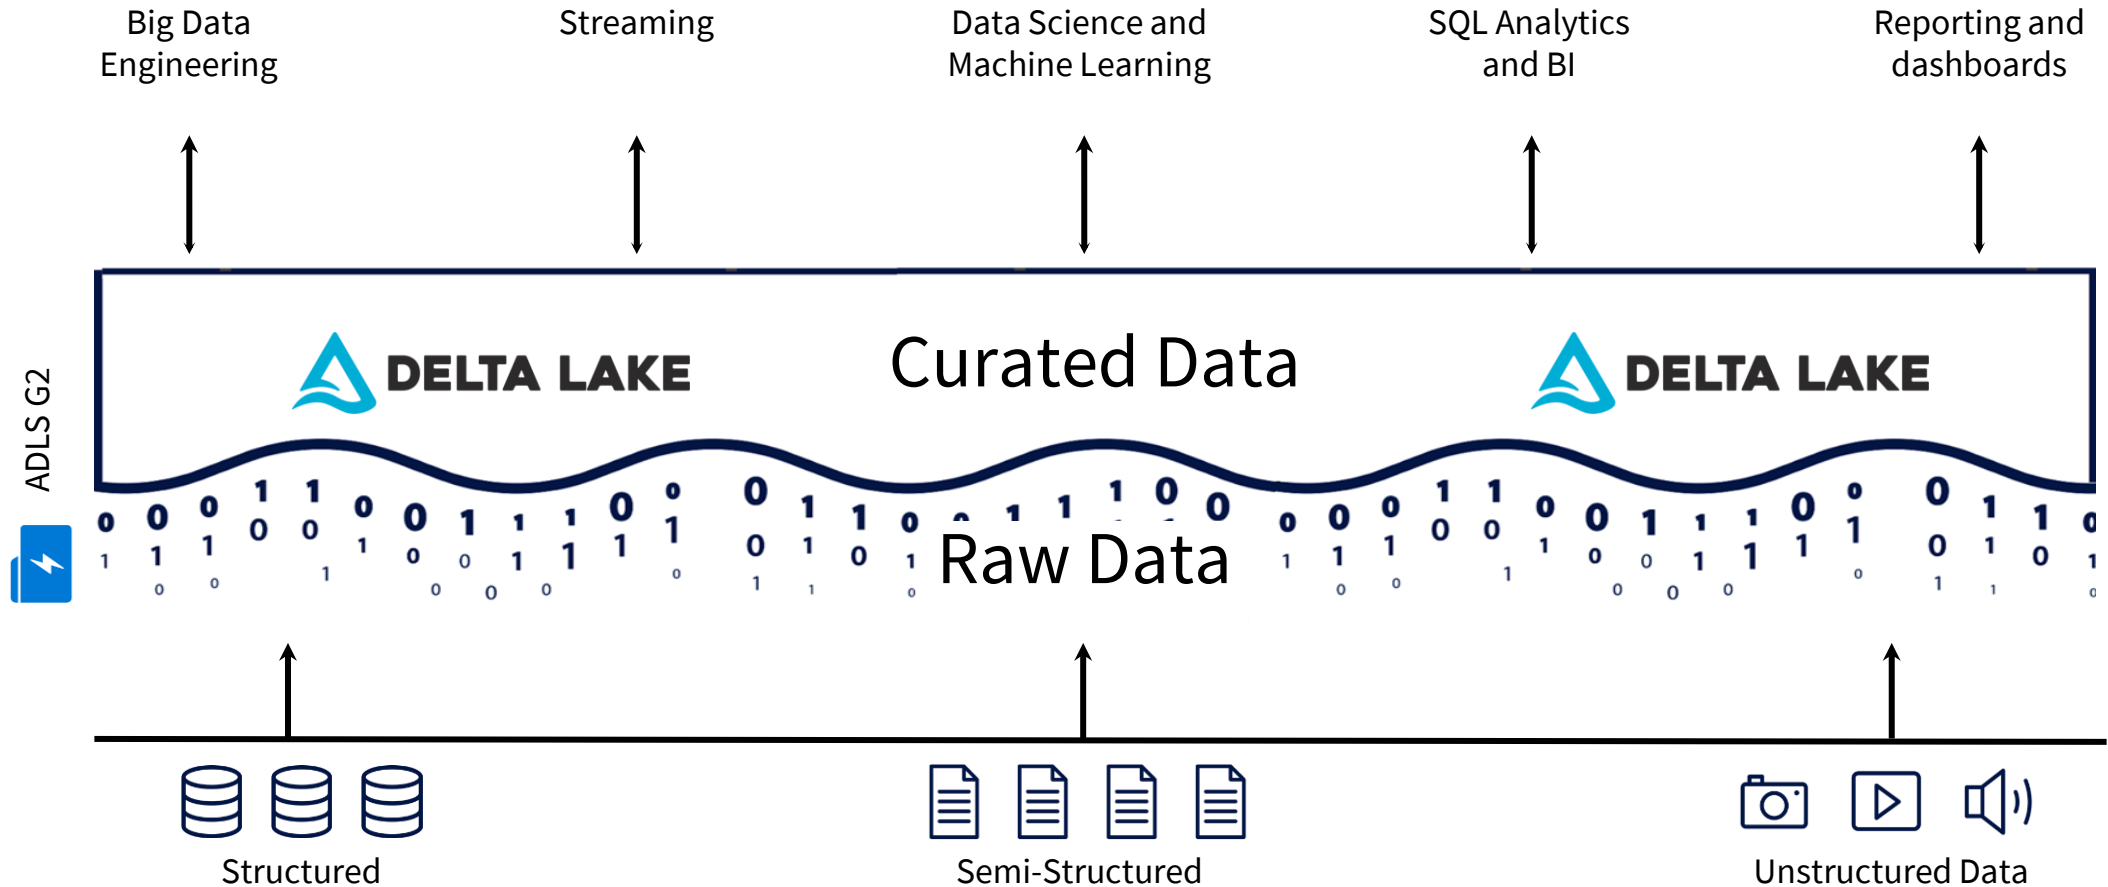 Big Data
Engineering
Streaming
Data Science and
Machine Learning
SQL Analytics
and BI
Reporting and
dashboards
DELTA LAKE
Curated Data
DELTA LAKE
ADLS G2
Raw Data
Structured
Semi-Structured
Unstructured Data